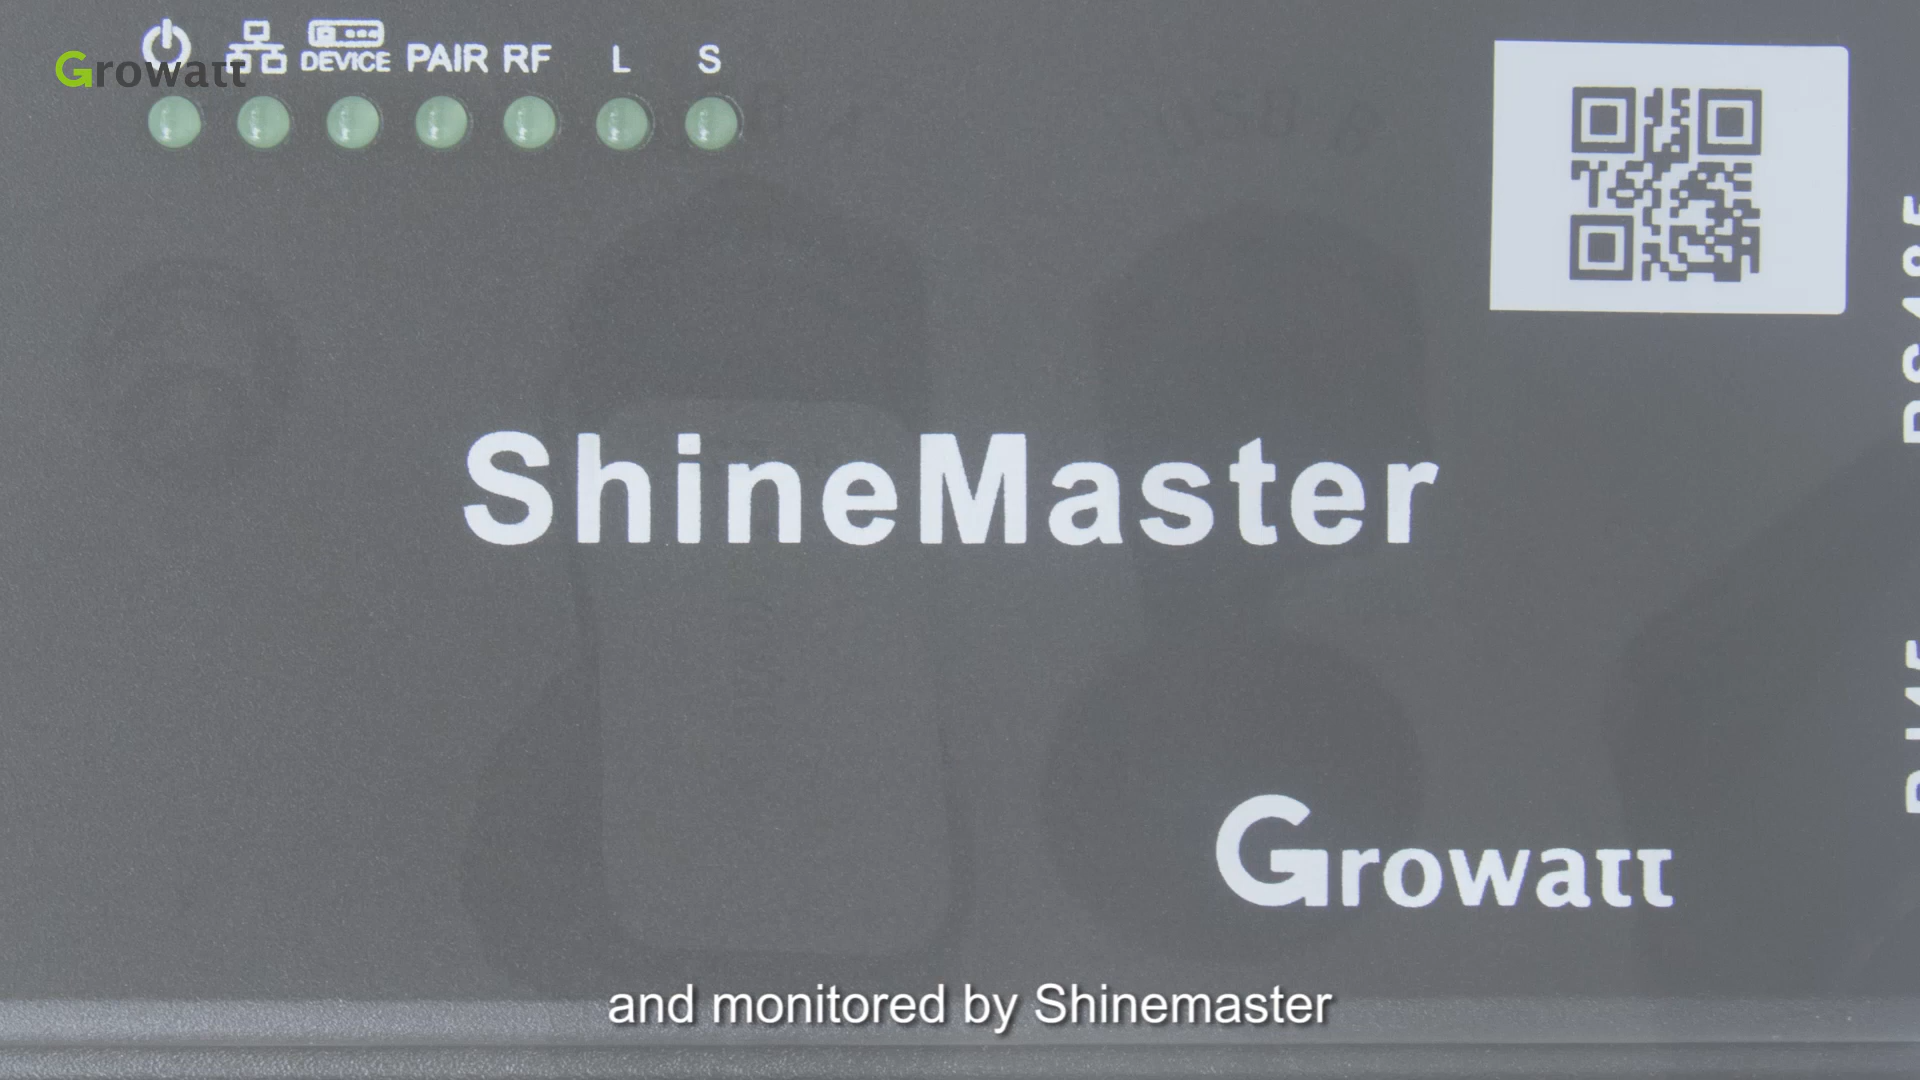 Growatt
DEVICE PAIR RF L S
ShineMaster
Growatt
and monitored by Shinemaster